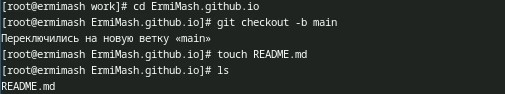 [root@ermimash work]# cd ErmiMash.github.io
[root@ermimash ErmiMash.github.io]# git checkout -b main
Переключились на новую ветку «main»
[root@ermimash ErmiMash.github.io]# touch README.md
[root@ermimash ErmiMash.github.io]# ls
README.md